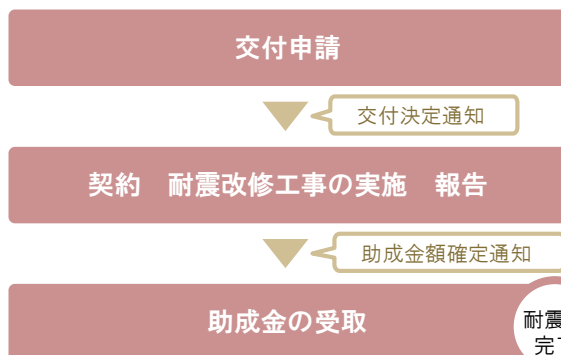 交付申請
交付決定通知
契約　耐震改修工事の実施　報告
助成金額確定通知
助成金の受取
耐震
完了